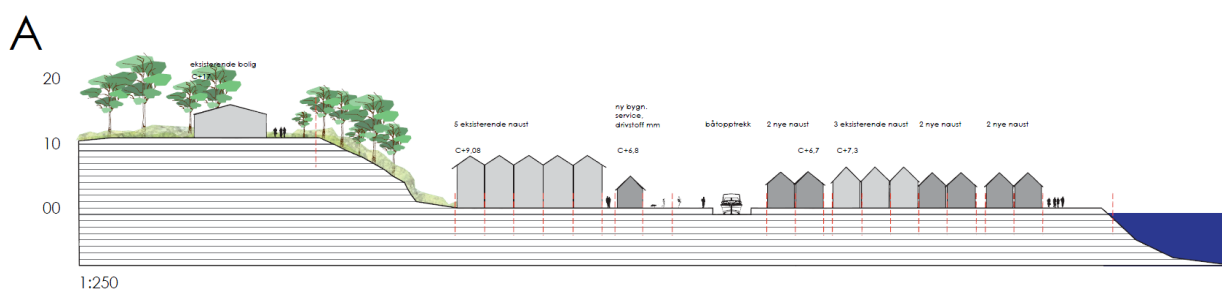 A
20
10
00
eksisterende bolig
C+17
5 eksisterende naust
C+9,08
ny bygn.
service,
drivstoff mm
C+6,8
båtopptrekk
2 nye naust
C+6,7
3 eksisterende naust
C+7,3
2 nye naust
2 nye naust
1:250